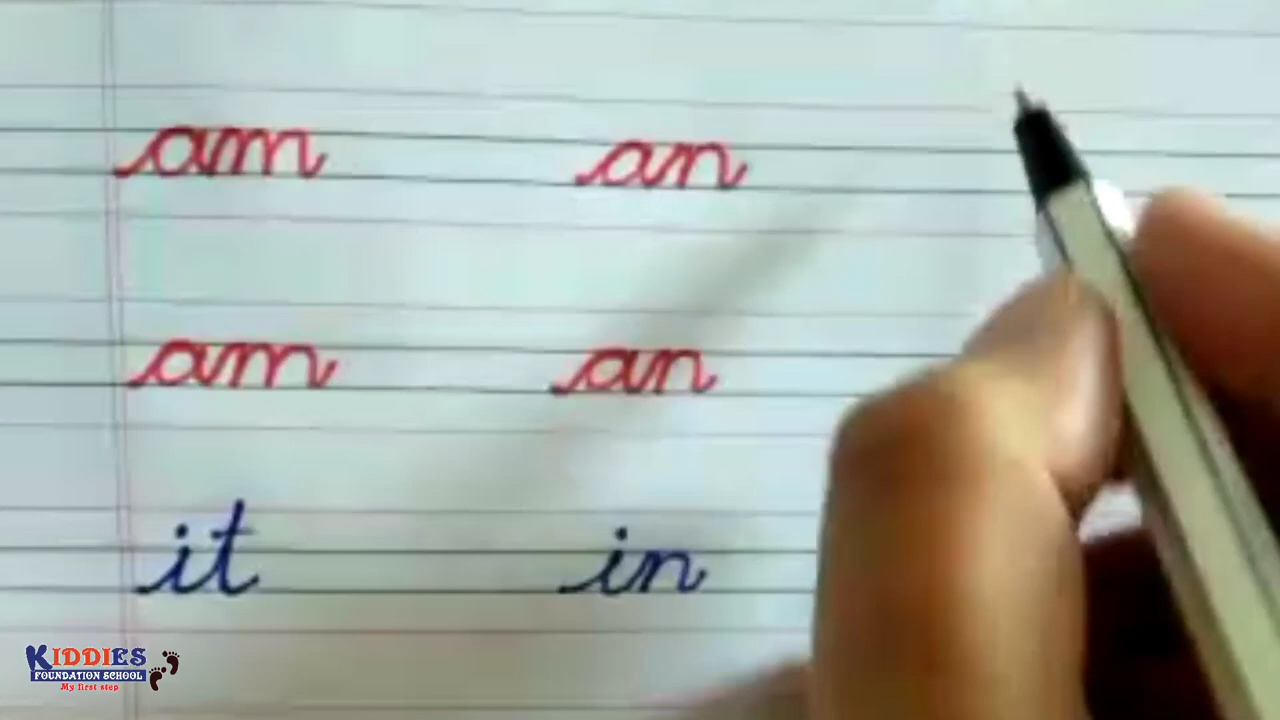 am an
am an
it in
KIDDIES
FOUNDATION SCHOOL
My first step